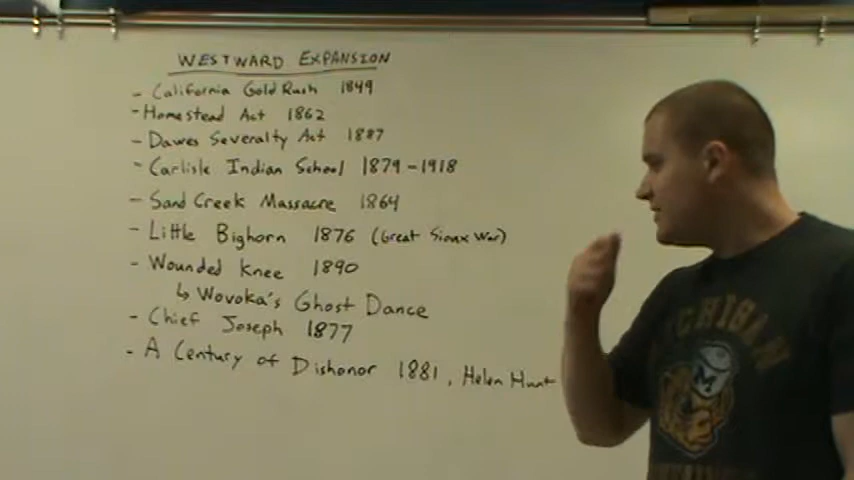 WESTWARD EXPANSION
- California Gold Rush 1849
- Homestead Act 1862
- Dawes Severalty Act 1887
- Carlisle Indian School 1879-1918
- Sand Creek Massacre 1864
- Little Bighorn 1876 (Great Sioux War)
- Wounded Knee 1890
↳ Wovoka's Ghost Dance
- Chief Joseph 1877
- A Century of Dishonor 1881, Helen Hunt
MICHIGAN
M